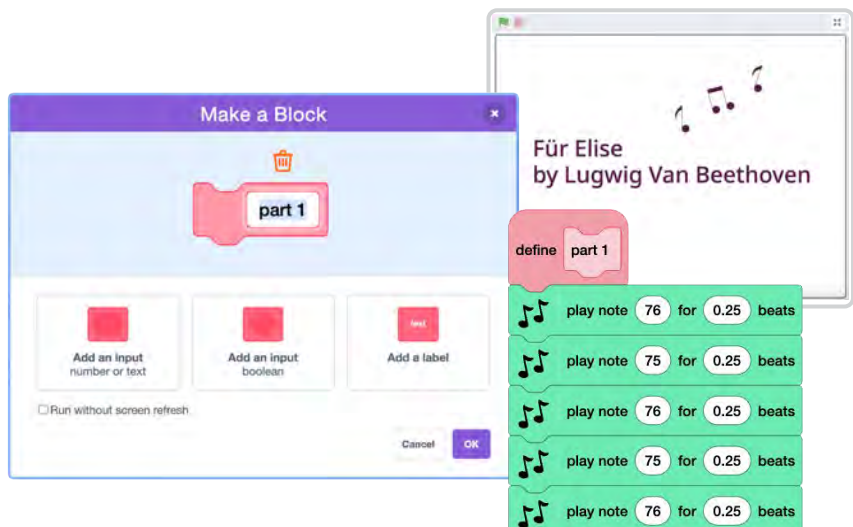 Make a Block
part 1
Add an input
number or text
Add an input
boolean
text
Add a label
Run without screen refresh
Cancel
OK
Für Elise
by Lugwig Van Beethoven
define part 1
play note 76 for 0.25 beats
play note 75 for 0.25 beats
play note 76 for 0.25 beats
play note 75 for 0.25 beats
play note 76 for 0.25 beats